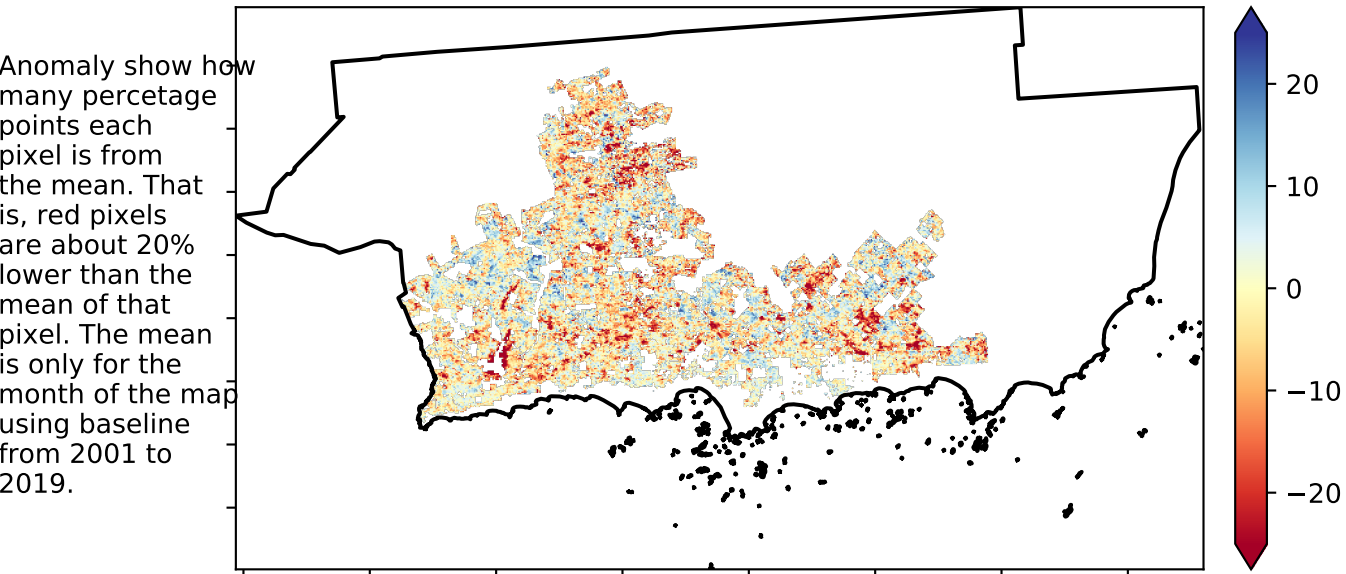 Anomaly show how
many percetage
points each
pixel is from
the mean. That
is, red pixels
are about 20%
lower than the
mean of that
pixel. The mean
is only for the
month of the map
using baseline
from 2001 to
2019.
20
10
0
−10
−20